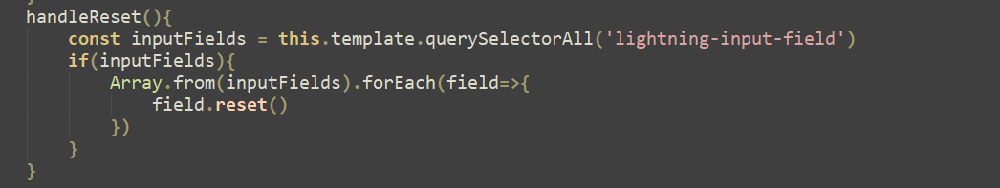 }
handleReset(){
    const inputFields = this.template.querySelectorAll('lightning-input-field')
    if(inputFields){
        Array.from(inputFields).forEach(field=>{
            field.reset()
        })
    }
}